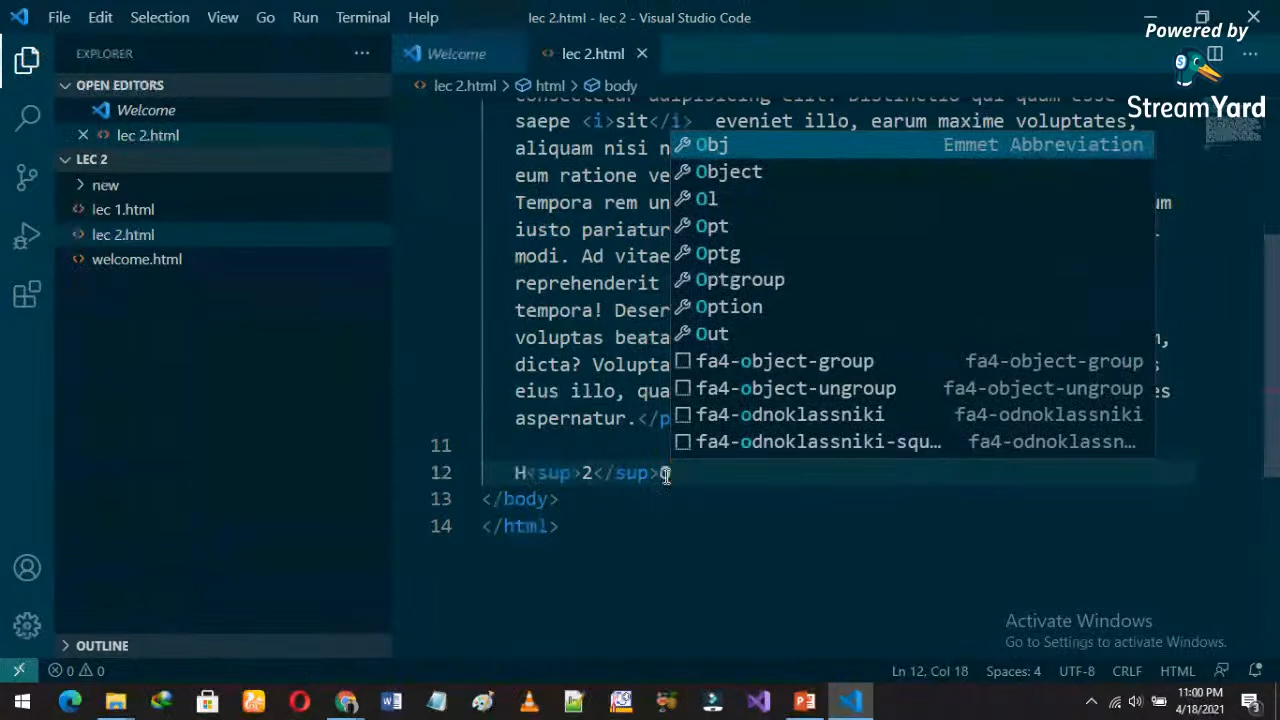 File Edit Selection View Go Run Terminal Help
lec 2.html - lec 2 - Visual Studio Code
Powered by
StreamYard
EXPLORER
OPEN EDITORS
Welcome
lec 2.html
LEC 2
new
lec 1.html
lec 2.html
welcome.html
OUTLINE
Welcome
lec 2.html
lec 2.html > html > body
saepe <i>sit</i> eveniet illo, earum maxime voluptates,
aliquam nisi
eum ratione
Tempora rem
iusto
modi. Ad vitae
reprehenderit
tempora!
voluptas
dicta?
eius illo,
aspernatur.</p
Obj Emmet Abbreviation
Object
Ol
Opt
Optg
Optgroup
Option
Out
fa4-object-group fa4-object-group
fa4-object-ungroup fa4-object-ungroup
fa4-odnoklassniki fa4-odnoklassniki
fa4-odnoklassniki-squ… fa4-odnoklassn…
11
12 H<sup>2</sup>O
13 </body>
14 </html>
Activate Windows
Go to Settings to activate Windows.
0 0
Ln 12, Col 18 Spaces: 4 UTF-8 CRLF HTML
11:00 PM
4/18/2021
3